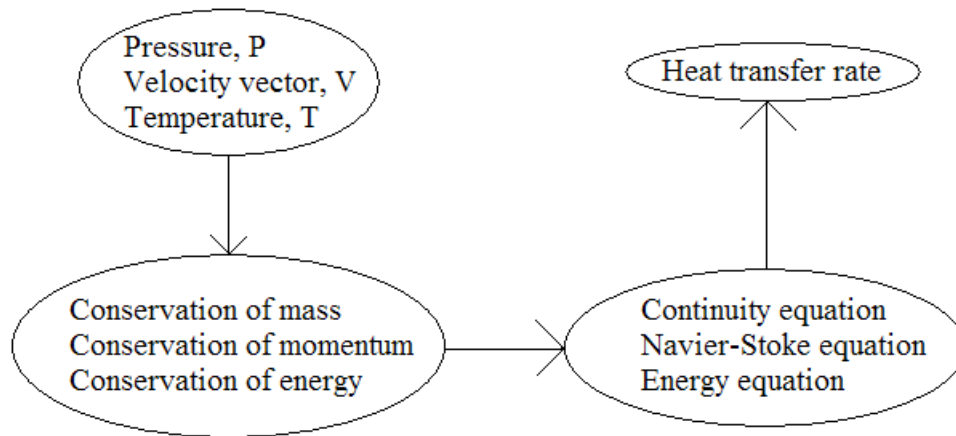 Pressure, P
Velocity vector, V
Temperature, T
Heat transfer rate
Conservation of mass
Conservation of momentum
Conservation of energy
Continuity equation
Navier-Stoke equation
Energy equation